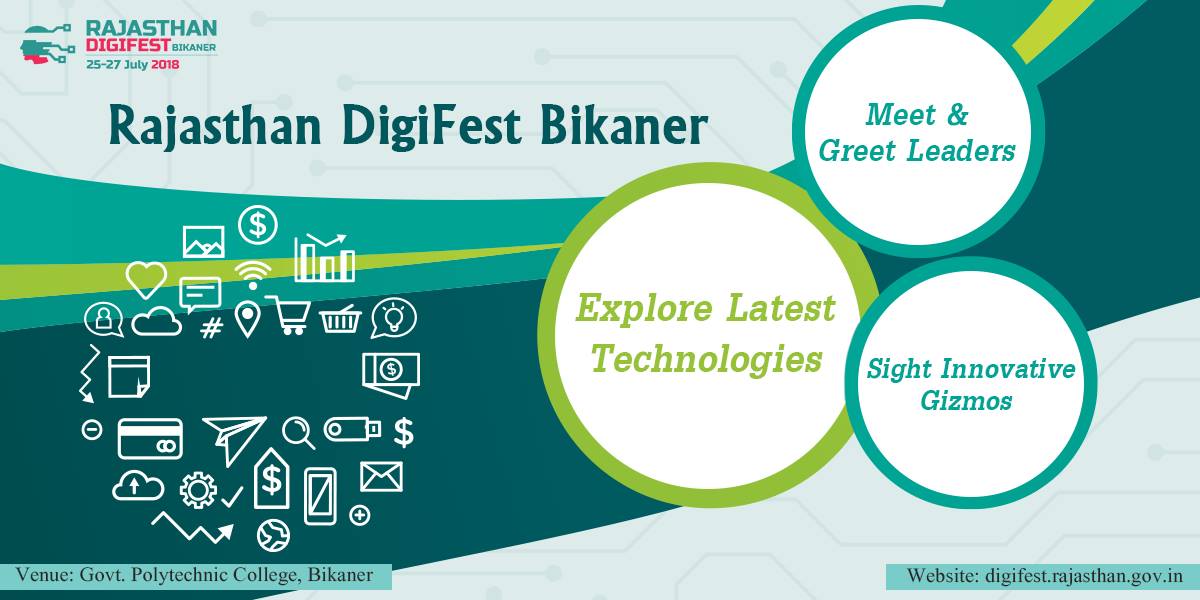 RAJASTHAN
DIGIFEST BIKANER
25-27 July 2018
Rajasthan DigiFest Bikaner
Meet &
Greet Leaders
Explore Latest
Technologies
Sight Innovative
Gizmos
$
#
$
$
$
Venue: Govt. Polytechnic College, Bikaner
Website: digifest.rajasthan.gov.in